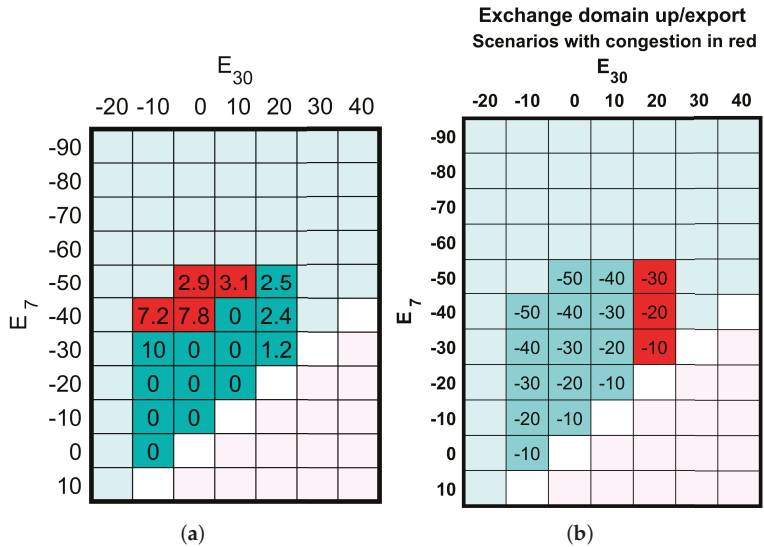 E30
-20 -10 0 10 20 30 40
-90
-80
-70
-60
-50 2.9 3.1 2.5
-40 7.2 7.8 0 2.4
-30 10 0 0 1.2
-20 0 0 0
-10 0 0
0 0
10
E7
(a)
Exchange domain up/export
Scenarios with congestion in red
E30
-20 -10 0 10 20 30 40
-90
-80
-70
-60
-50 -50 -40 -30
-40 -50 -40 -30 -20
-30 -40 -30 -20 -10
-20 -30 -20 -10
-10 -20 -10
0 -10
10
E7
(b)